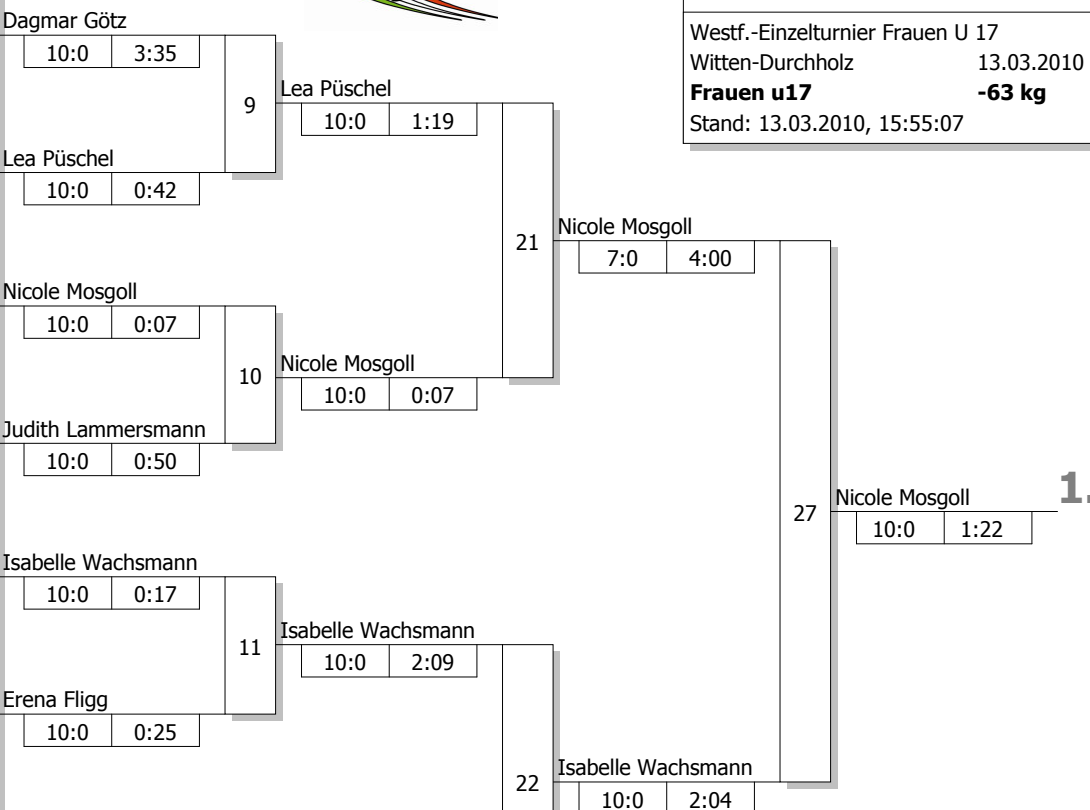 Dagmar Götz
10:0 3:35
9
Lea Püschel
10:0 1:19
Lea Püschel
10:0 0:42
21
Nicole Mosgoll
7:0 4:00
Nicole Mosgoll
10:0 0:07
10
Nicole Mosgoll
10:0 0:07
Judith Lammersmann
10:0 0:50
27
Nicole Mosgoll
10:0 1:22
1.
Isabelle Wachsmann
10:0 0:17
11
Isabelle Wachsmann
10:0 2:09
Erena Fligg
10:0 0:25
22
Isabelle Wachsmann
10:0 2:04
Westf.-Einzelturnier Frauen U 17
Witten-Durchholz 13.03.2010
Frauen u17 -63 kg
Stand: 13.03.2010, 15:55:07